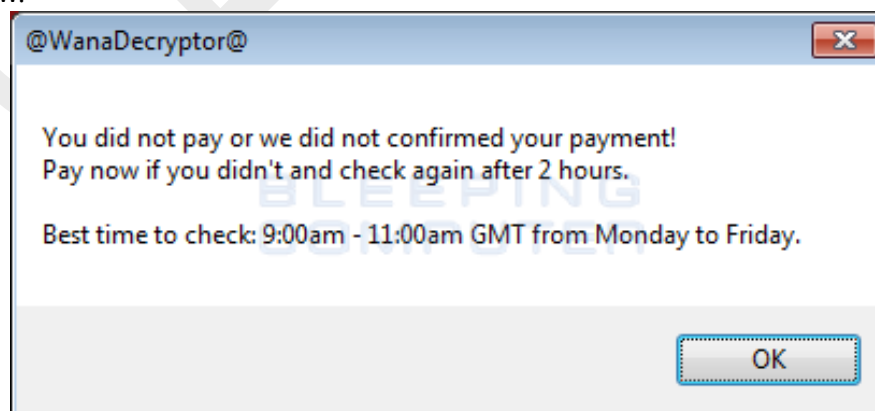 @WanaDecryptor@
You did not pay or we did not confirmed your payment!
Pay now if you didn't and check again after 2 hours.
BLEEPING
COMPUTER
Best time to check: 9:00am - 11:00am GMT from Monday to Friday.
OK